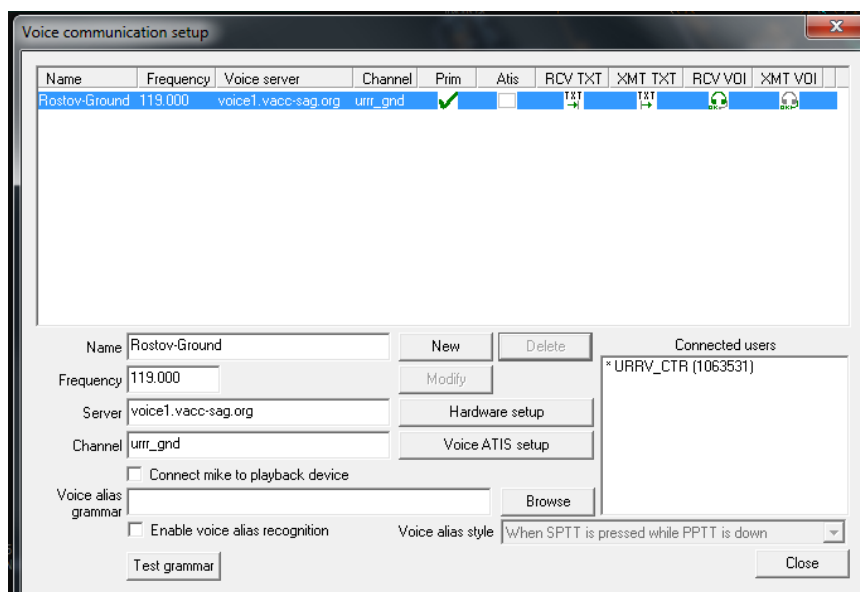 Voice communication setup
Name Frequency Voice server Channel Prim Atis RCV TXT XMT TXT RCV VOI XMT VOI
Rostov-Ground 119.000 voice1.vacc-sag.org urrr_gnd TXT TXT
Name Rostov-Ground New Delete Connected users
Frequency 119.000 Modify * URRV_CTR (1063531)
Server voice1.vacc-sag.org Hardware setup
Channel urrr_gnd Voice ATIS setup
Connect mike to playback device
Voice alias
grammar Browse
Enable voice alias recognition Voice alias style When SPTT is pressed while PPTT is down
Test grammar Close